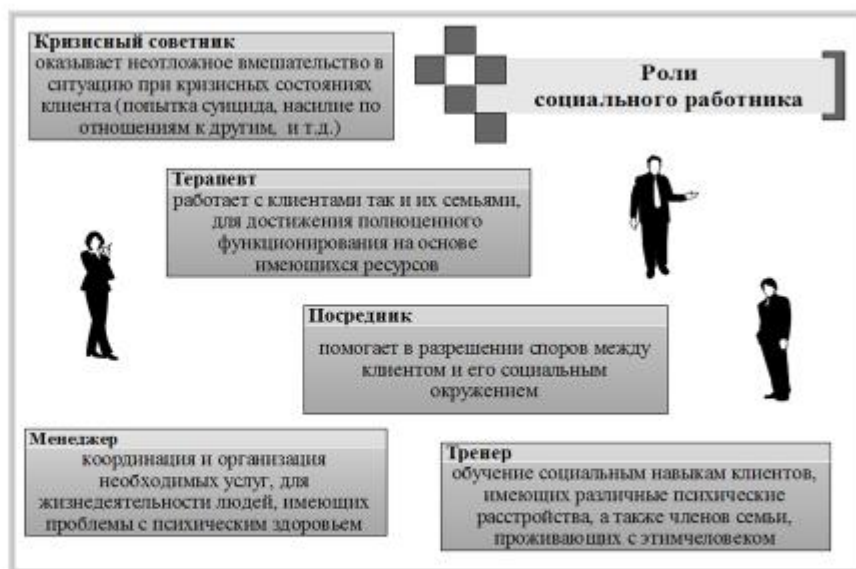 Кризисный советник
оказывает неотложное вмешательство в
ситуацию при кризисных состояниях
клиента (попытка суицида, насилие по
отношениям к другим, и т.д.)
Роли
социального работника
Терапевт
работает с клиентами так и их семьями,
для достижения полноценного
функционирования на основе
имеющихся ресурсов
Посредник
помогает в разрешении споров между
клиентом и его социальным
окружением
Менеджер
координация и организация
необходимых услуг, для
жизнедеятельности людей, имеющих
проблемы с психическим здоровьем
Тренер
обучение социальным навыкам клиентов,
имеющих различные психические
расстройства, а также членов семьи,
проживающих с этимчеловеком